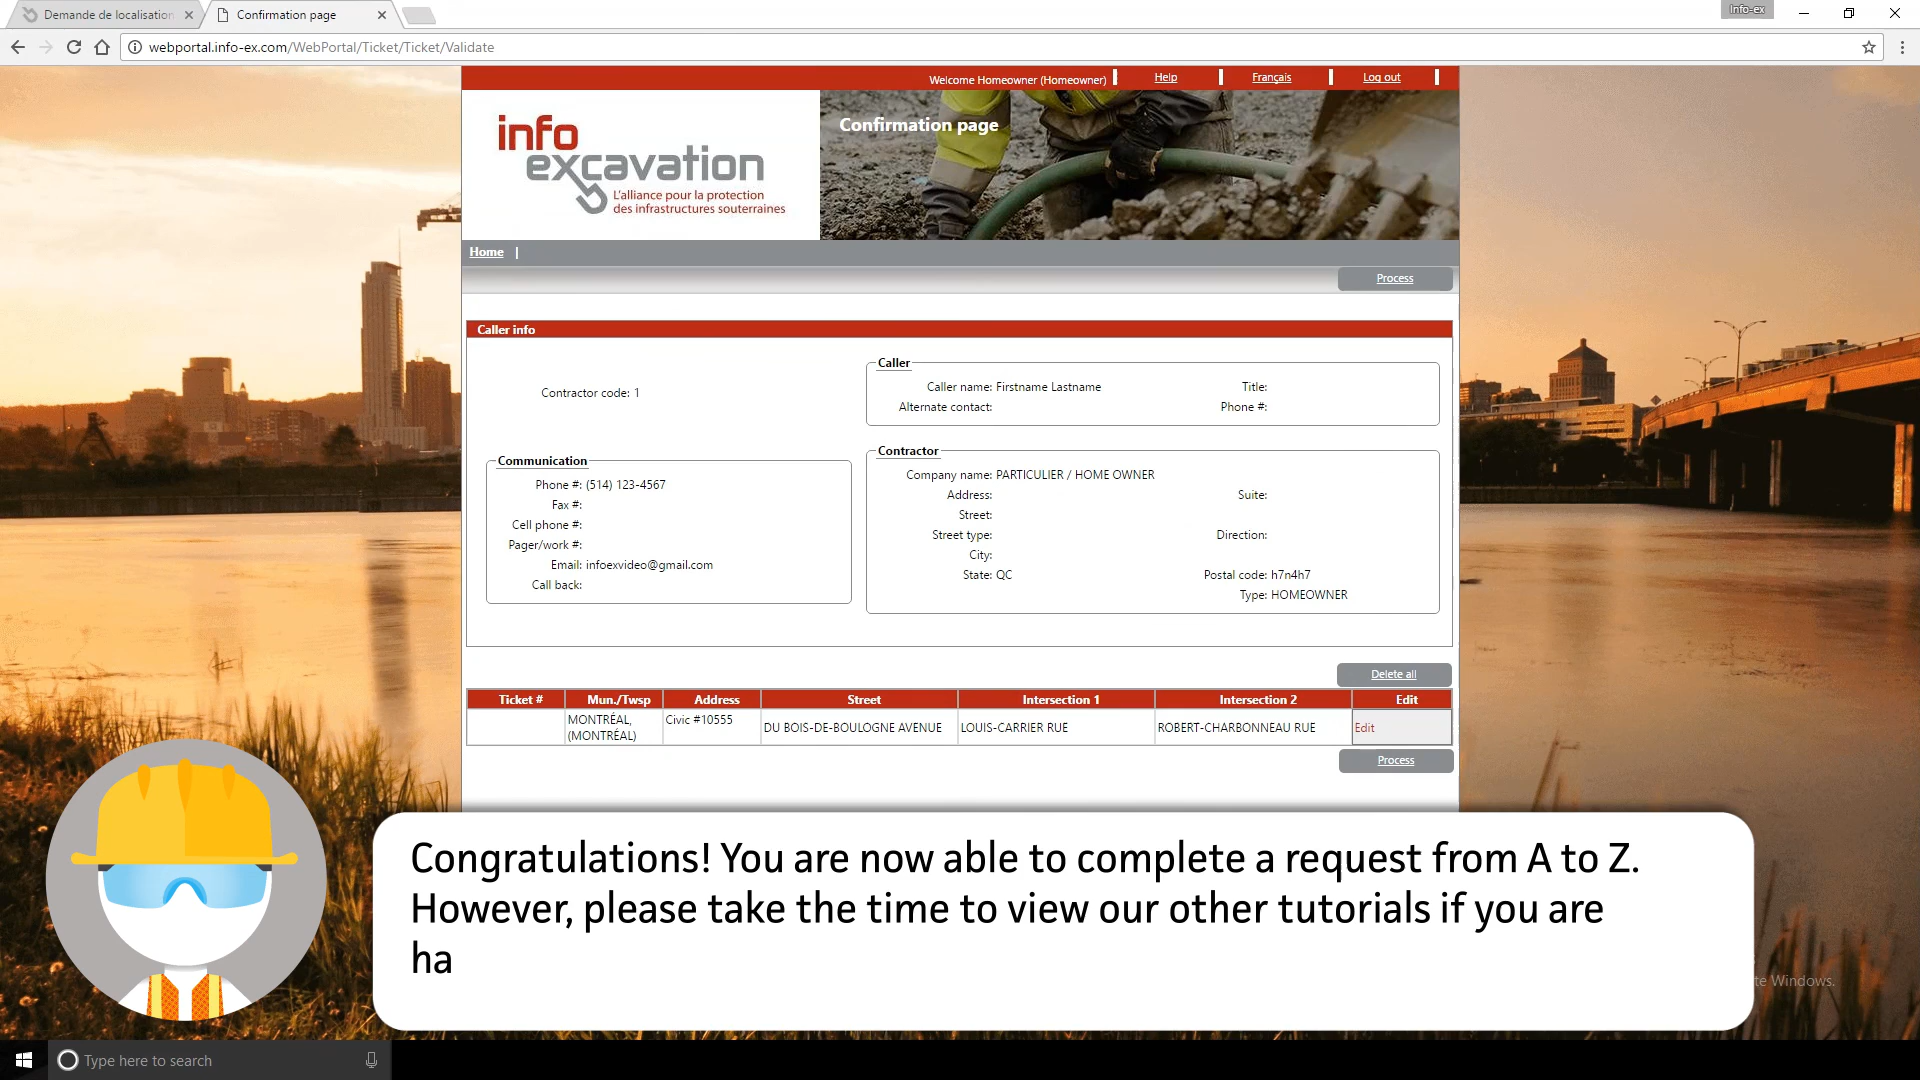 Demande de localisation
Confirmation page
Info-ex
webportal.info-ex.com/WebPortal/Ticket/Ticket/Validate
Welcome Homeowner (Homeowner)
Help
Français
Log out
info
excavation
L'alliance pour la protection
des infrastructures souterraines
Confirmation page
Home |
Process
Caller info
Contractor code: 1
Caller
Caller name: Firstname Lastname Title:
Alternate contact: Phone #:
Communication
Phone #: (514) 123-4567
Fax #:
Cell phone #:
Pager/work #:
Email: infoexvideo@gmail.com
Call back:
Contractor
Company name: PARTICULIER / HOME OWNER
Address: Suite:
Street:
Street type: Direction:
City:
State: QC Postal code: h7n4h7
Type: HOMEOWNER
Delete all
Ticket # Mun./Twsp Address Street Intersection 1 Intersection 2 Edit
MONTRÉAL, (MONTRÉAL) Civic #10555 DU BOIS-DE-BOULOGNE AVENUE LOUIS-CARRIER RUE ROBERT-CHARBONNEAU RUE Edit
Process
Congratulations! You are now able to complete a request from A to Z.
However, please take the time to view our other tutorials if you are
ha
te Windows.
Type here to search